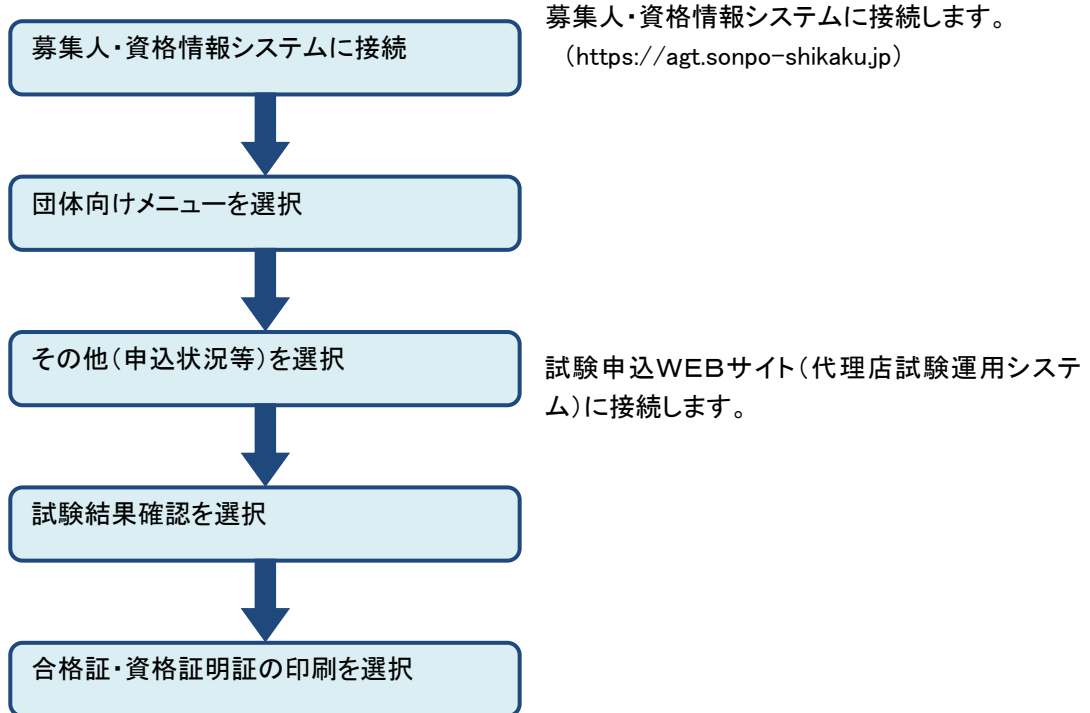 募集人・資格情報システムに接続
募集人・資格情報システムに接続します。
（https://agt.sonpo-shikaku.jp）
団体向けメニューを選択
その他（申込状況等）を選択
試験申込ＷＥＢサイト（代理店試験運用システ
ム）に接続します。
試験結果確認を選択
合格証・資格証明証の印刷を選択